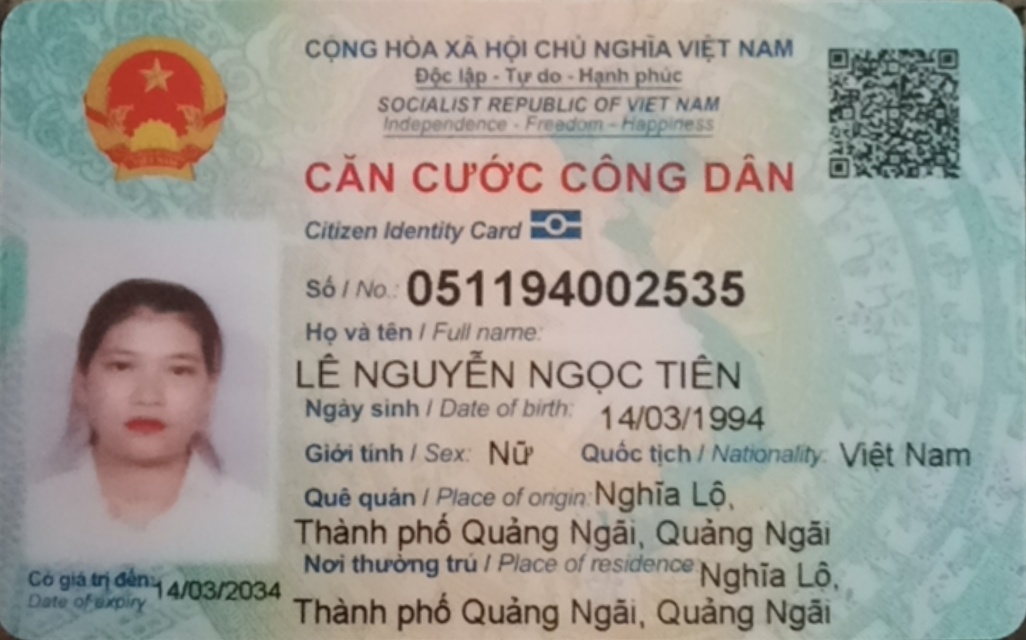 CỘNG HÒA XÃ HỘI CHỦ NGHĨA VIỆT NAM
Độc lập - Tự do - Hạnh phúc
SOCIALIST REPUBLIC OF VIET NAM
Independence - Freedom - Happiness
CĂN CƯỚC CÔNG DÂN
Citizen Identity Card
Số / No.: 051194002535
Họ và tên / Full name:
LÊ NGUYỄN NGỌC TIÊN
Ngày sinh / Date of birth: 14/03/1994
Giới tính / Sex: Nữ Quốc tịch / Nationality: Việt Nam
Quê quán / Place of origin: Nghĩa Lộ,
Thành phố Quảng Ngãi, Quảng Ngãi
Nơi thường trú / Place of residence: Nghĩa Lô,
Thành phố Quảng Ngãi, Quảng Ngãi
Có giá trị đến: 14/03/2034
Date of expiry